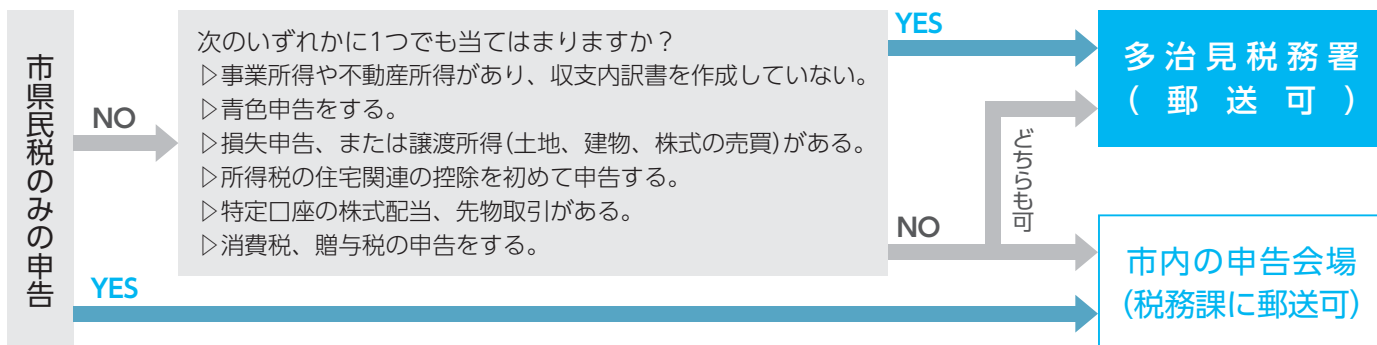 市県民税のみの申告
NO
次のいずれかに1つでも当てはまりますか？
▷事業所得や不動産所得があり、収支内訳書を作成していない。
▷青色申告をする。
▷損失申告、または譲渡所得(土地、建物、株式の売買)がある。
▷所得税の住宅関連の控除を初めて申告する。
▷特定口座の株式配当、先物取引がある。
▷消費税、贈与税の申告をする。
YES
多治見税務署
(郵送可)
どちらも可
NO
市内の申告会場
(税務課に郵送可)
YES